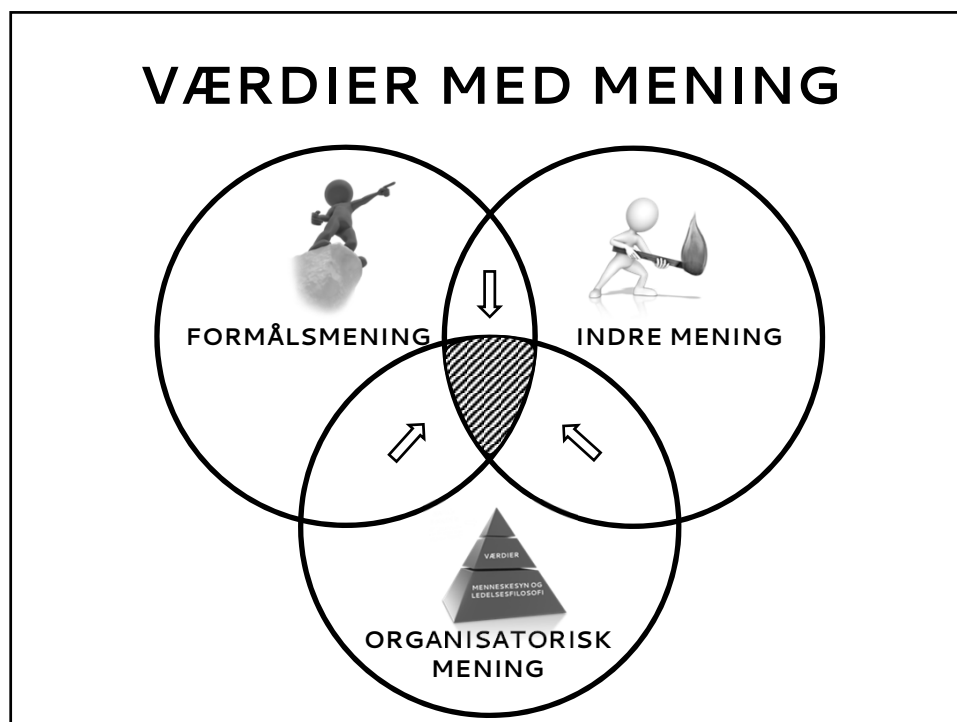 VÆRDIER MED MENING
FORMÅLSMENING
INDRE MENING
VÆRDIER
MENNESKESYN OG
LEDELSESFILOSOFI
ORGANISATORISK
MENING